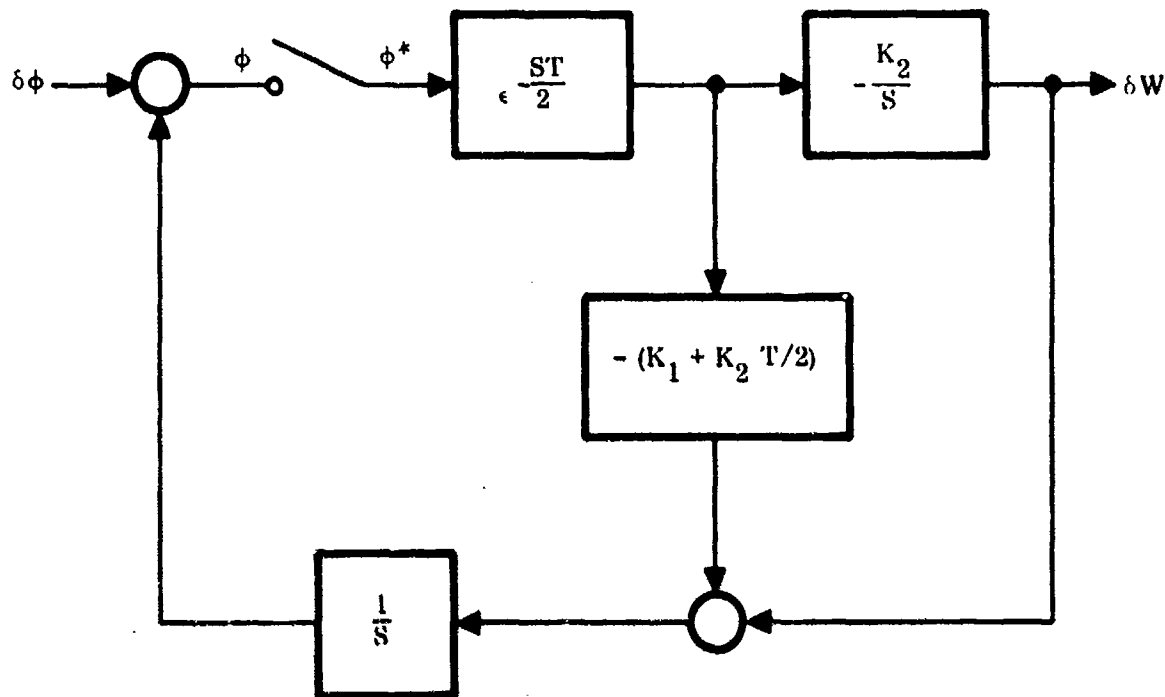 δφ
φ
φ*
ϵ -ST/2
-K₂/S
δW
- (K₁ + K₂ T/2)
1/S